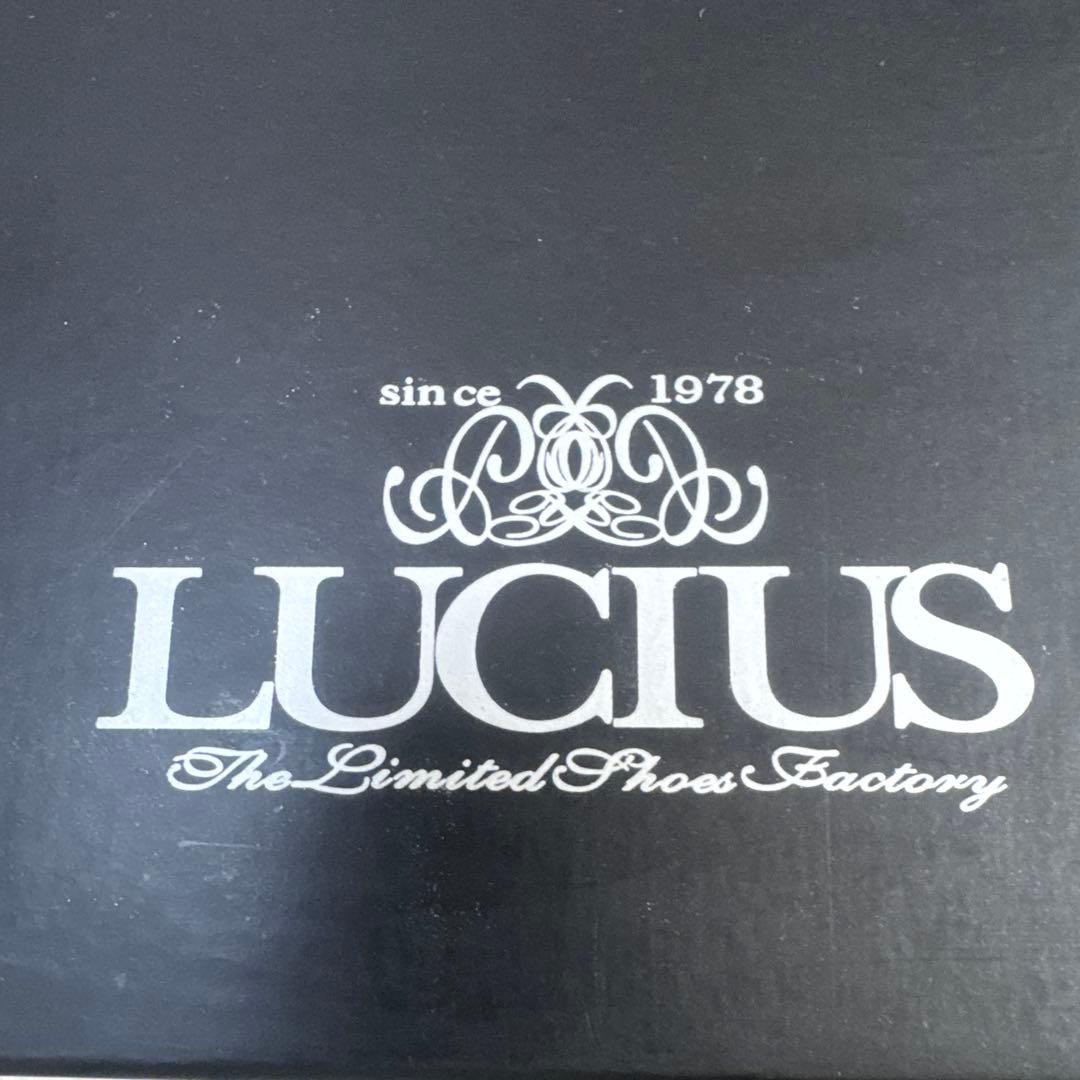 since 1978
LUCIUS
The Limited Shoes Factory